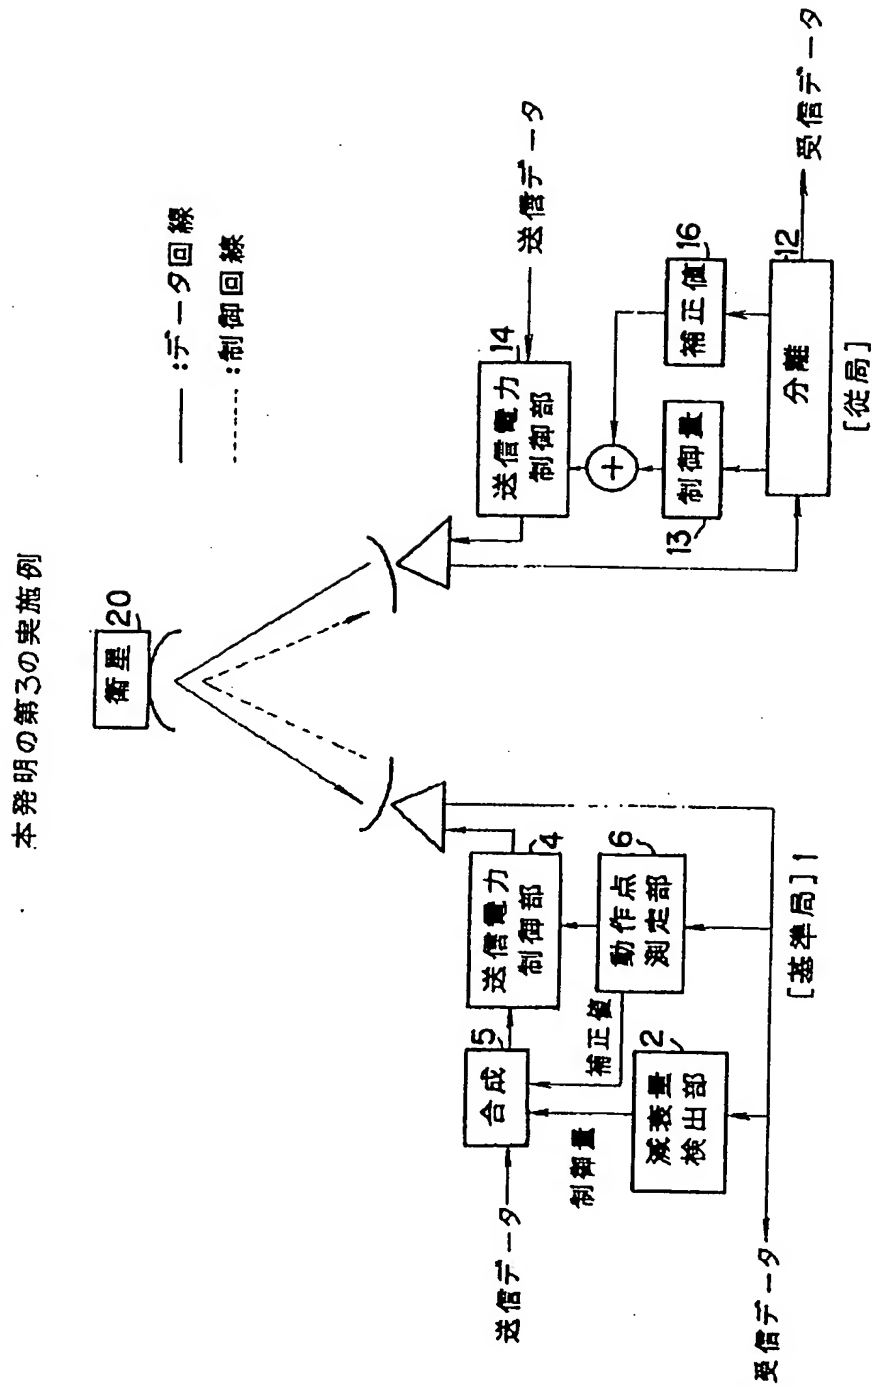 本発明の第3の実施例
衛星
20
——:データ回線
------:制御回線
送信データ
合成
5
送信電力
制御部
4
制御量
補正値
減衰量
検出部
2
動作点
測定部
6
受信データ
[基準局]1
送信電力
制御部
14
送信データ
制御量
13
補正値
16
+
分離
12
受信データ
[従局]